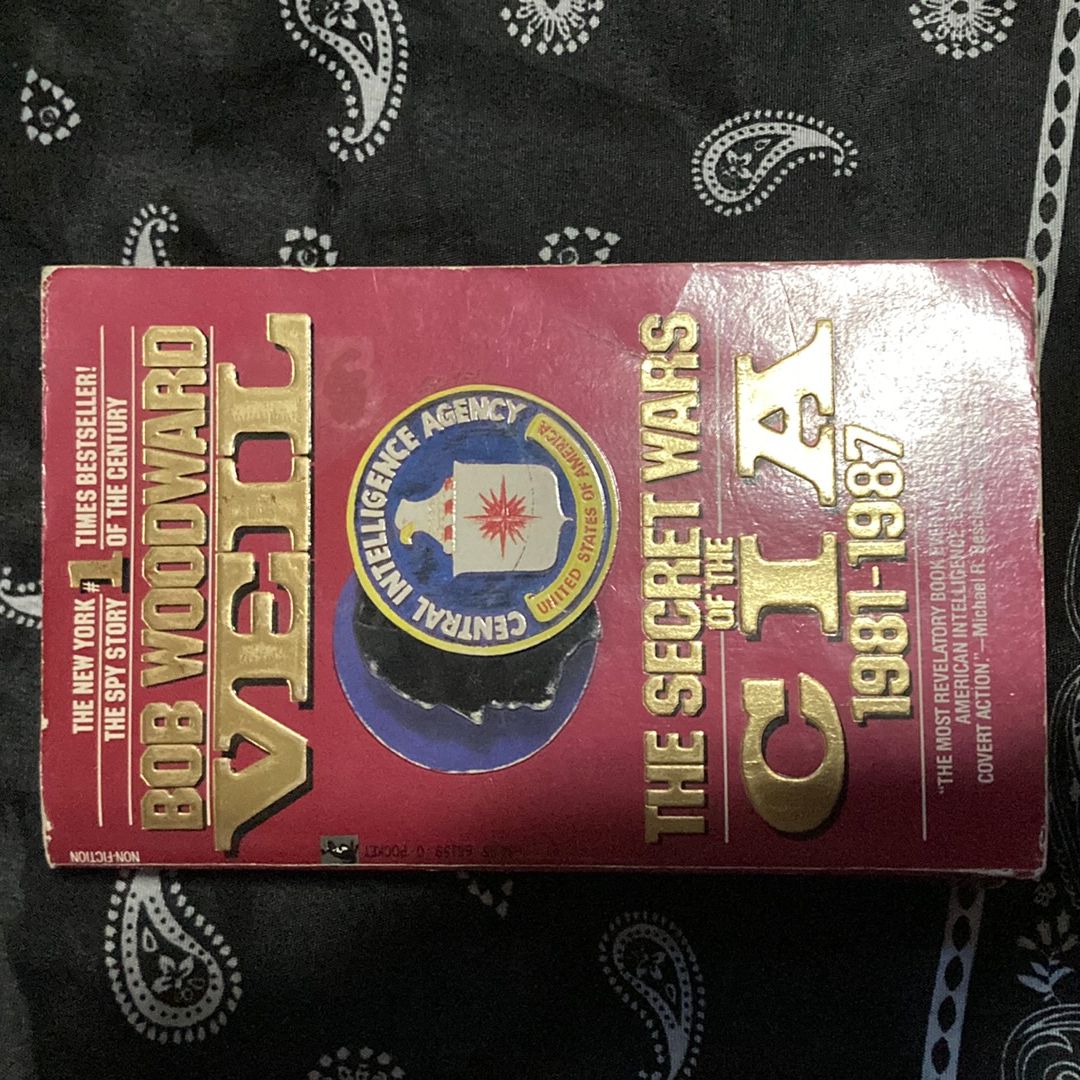 NON-FICTION
THE NEW YORK TIMES BESTSELLER!
#1
THE SPY STORY OF THE CENTURY
BOB WOODWARD
VEIL
CENTRAL INTELLIGENCE AGENCY
UNITED STATES OF AMERICA
THE SECRET WARS
OF THE
CIA
1981-1987
"THE MOST REVELATORY BOOK
AMERICAN INTELLIGENCE
COVERT ACTION."—Michael R.
POCKET